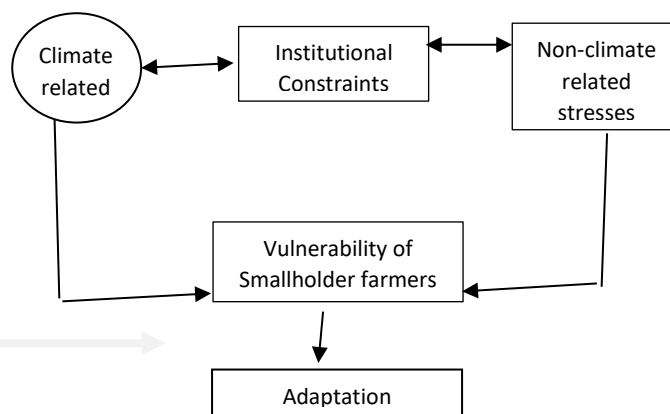 Climate
related
Institutional
Constraints
Non-climate
related
stresses
Vulnerability of
Smallholder farmers
Adaptation